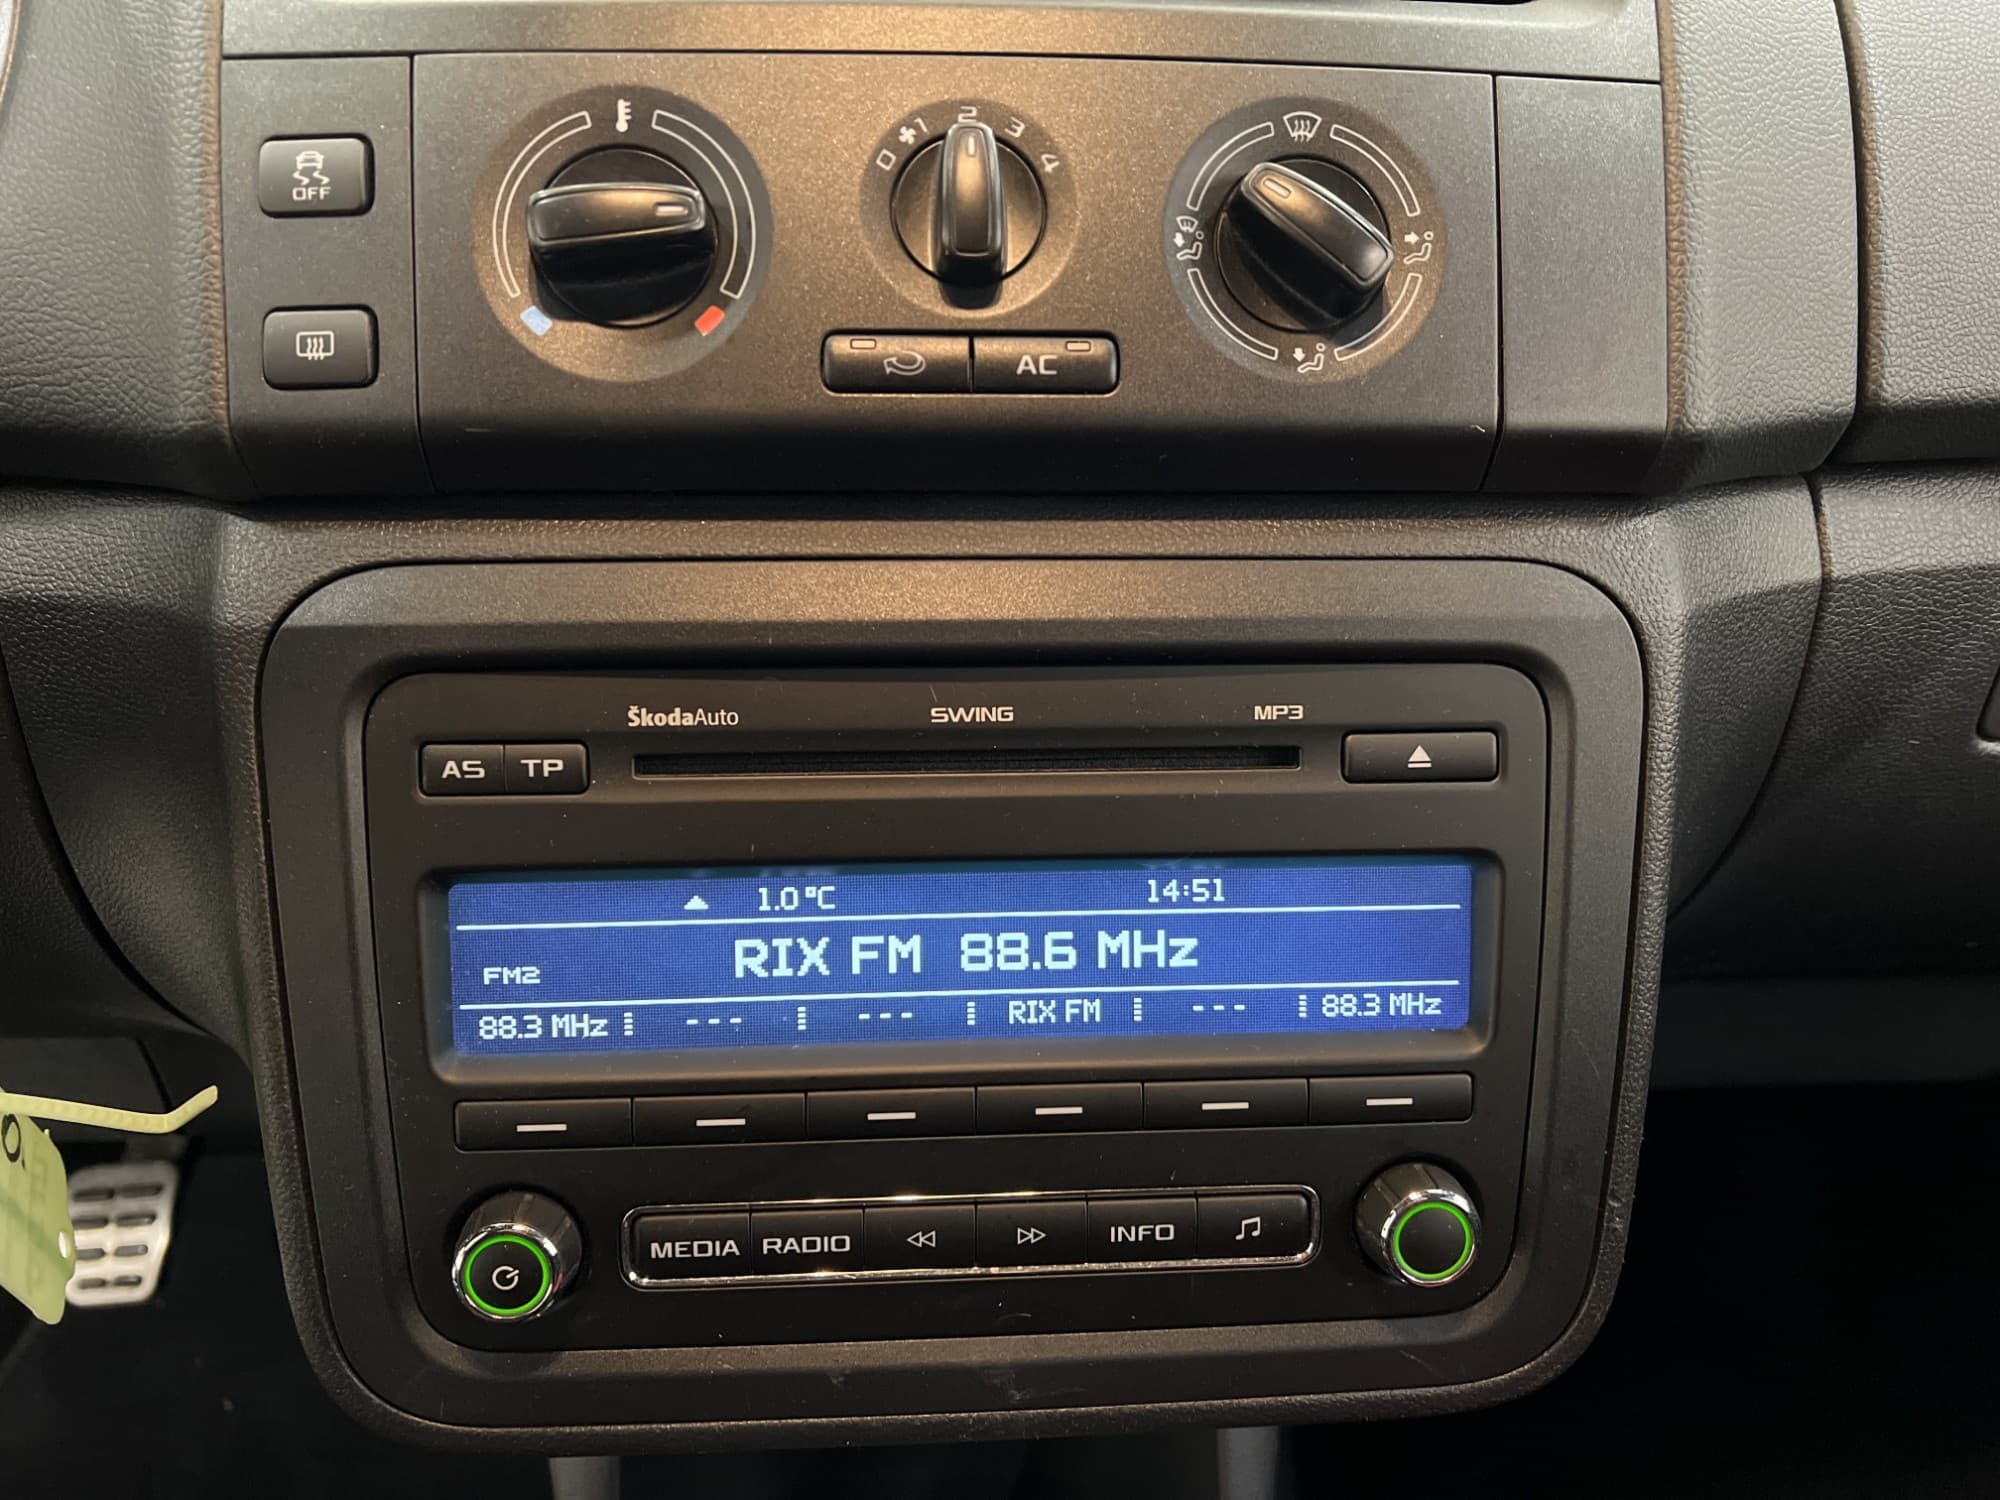 OFF
0 1 2 3 4
AC
ŠkodaAuto SWING MP3
AS TP
1.0 °C 14:51
FM2 RIX FM 88.6 MHz
88.3 MHz --- --- RIX FM --- 88.3 MHz
MEDIA RADIO INFO